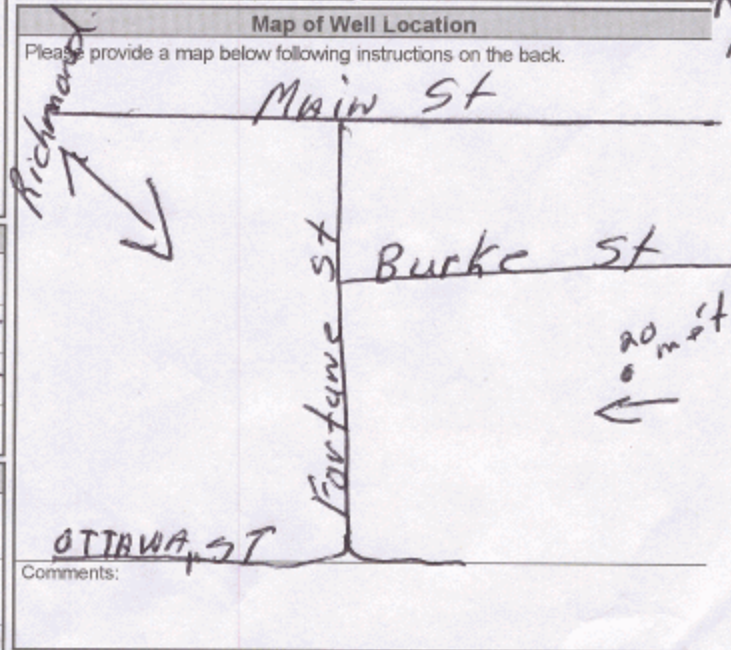 Map of Well Location
Please provide a map below following instructions on the back.
Richmond
Main St
Burke St
Fortune St
20 met
OTTAWA ST
Comments: